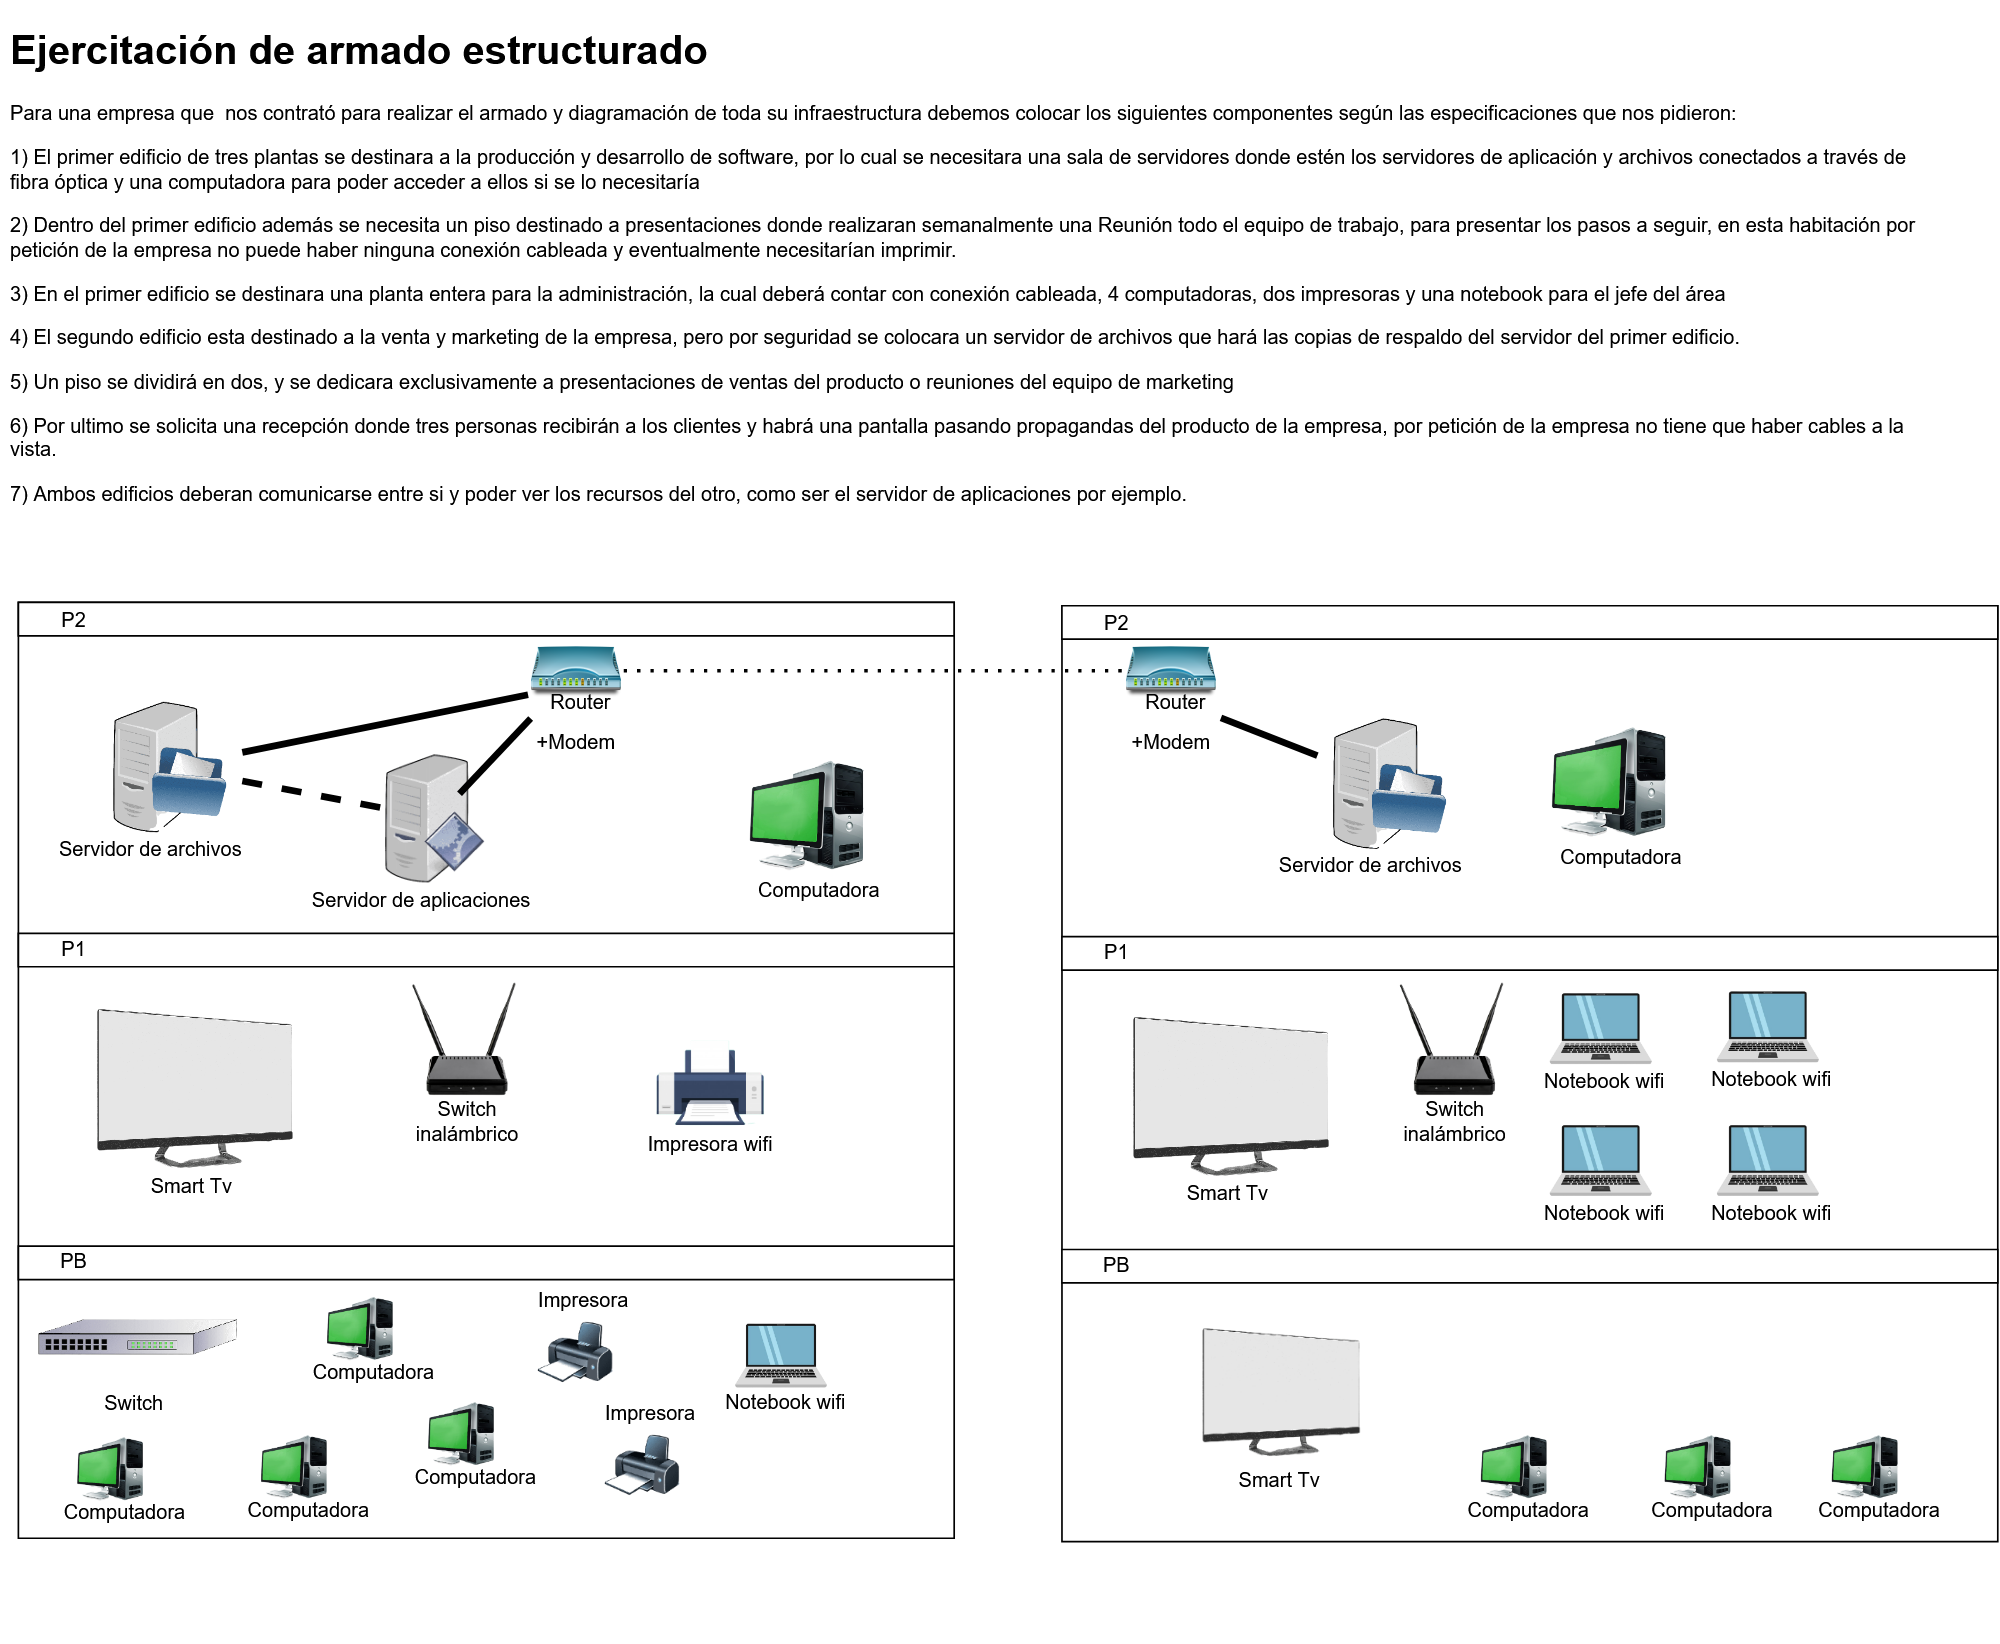 Ejercitación de armado estructurado
Para una empresa que  nos contrató para realizar el armado y diagramación de toda su infraestructura debemos colocar los siguientes componentes según las especificaciones que nos pidieron:
1) El primer edificio de tres plantas se destinara a la producción y desarrollo de software, por lo cual se necesitara una sala de servidores donde estén los servidores de aplicación y archivos conectados a través de
fibra óptica y una computadora para poder acceder a ellos si se lo necesitaría
2) Dentro del primer edificio además se necesita un piso destinado a presentaciones donde realizaran semanalmente una Reunión todo el equipo de trabajo, para presentar los pasos a seguir, en esta habitación por
petición de la empresa no puede haber ninguna conexión cableada y eventualmente necesitarían imprimir.
3) En el primer edificio se destinara una planta entera para la administración, la cual deberá contar con conexión cableada, 4 computadoras, dos impresoras y una notebook para el jefe del área
4) El segundo edificio esta destinado a la venta y marketing de la empresa, pero por seguridad se colocara un servidor de archivos que hará las copias de respaldo del servidor del primer edificio.
5) Un piso se dividirá en dos, y se dedicara exclusivamente a presentaciones de ventas del producto o reuniones del equipo de marketing
6) Por ultimo se solicita una recepción donde tres personas recibirán a los clientes y habrá una pantalla pasando propagandas del producto de la empresa, por petición de la empresa no tiene que haber cables a la
vista.
7) Ambos edificios deberan comunicarse entre si y poder ver los recursos del otro, como ser el servidor de aplicaciones por ejemplo.
P2
Router
+Modem
Servidor de archivos
Servidor de aplicaciones
Computadora
P1
Switch
inalámbrico
Impresora wifi
Smart Tv
PB
Impresora
Computadora
Switch
Notebook wifi
Impresora
Computadora
Computadora
Computadora
P2
Router
+Modem
Servidor de archivos
Computadora
P1
Notebook wifi
Notebook wifi
Switch
inalámbrico
Smart Tv
Notebook wifi
Notebook wifi
PB
Smart Tv
Computadora
Computadora
Computadora